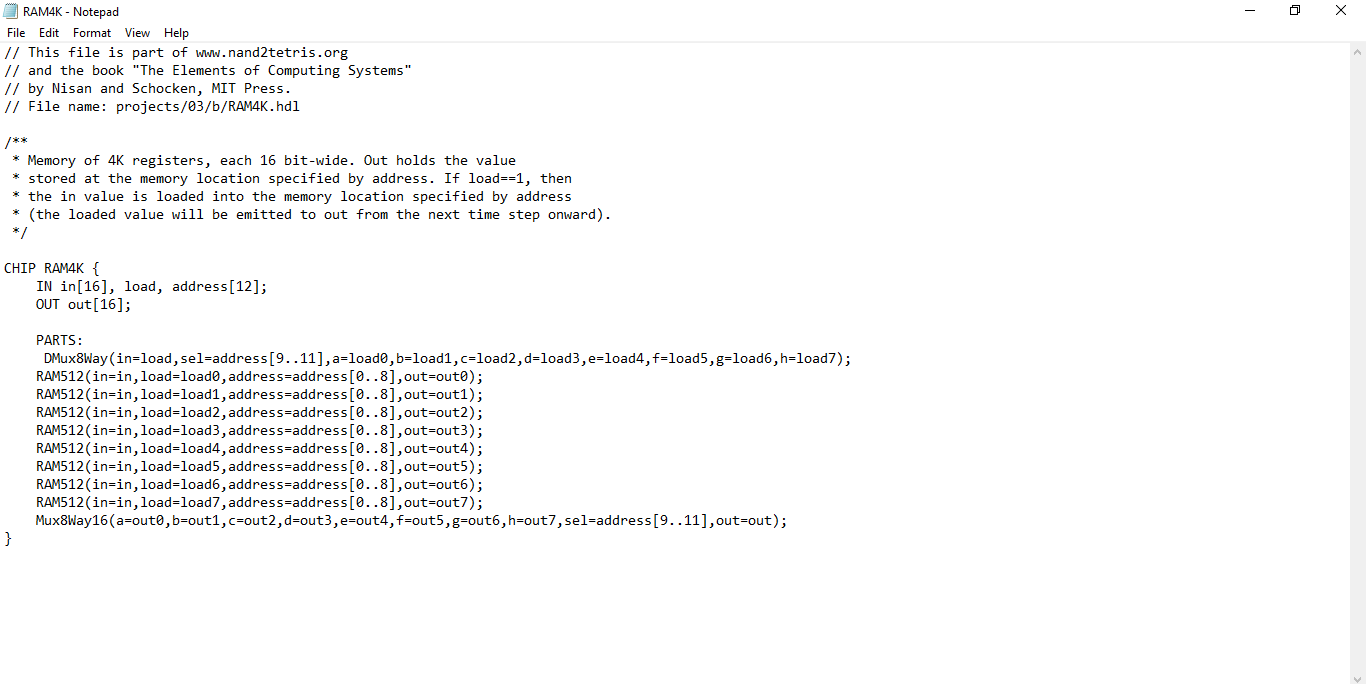 RAM4K - Notepad
File Edit Format View Help
// This file is part of www.nand2tetris.org
// and the book "The Elements of Computing Systems"
// by Nisan and Schocken, MIT Press.
// File name: projects/03/b/RAM4K.hdl
/**
 * Memory of 4K registers, each 16 bit-wide. Out holds the value
 * stored at the memory location specified by address. If load==1, then
 * the in value is loaded into the memory location specified by address
 * (the loaded value will be emitted to out from the next time step onward).
 */
CHIP RAM4K {
    IN in[16], load, address[12];
    OUT out[16];
    PARTS:
     DMux8Way(in=load,sel=address[9..11],a=load0,b=load1,c=load2,d=load3,e=load4,f=load5,g=load6,h=load7);
    RAM512(in=in,load=load0,address=address[0..8],out=out0);
    RAM512(in=in,load=load1,address=address[0..8],out=out1);
    RAM512(in=in,load=load2,address=address[0..8],out=out2);
    RAM512(in=in,load=load3,address=address[0..8],out=out3);
    RAM512(in=in,load=load4,address=address[0..8],out=out4);
    RAM512(in=in,load=load5,address=address[0..8],out=out5);
    RAM512(in=in,load=load6,address=address[0..8],out=out6);
    RAM512(in=in,load=load7,address=address[0..8],out=out7);
    Mux8Way16(a=out0,b=out1,c=out2,d=out3,e=out4,f=out5,g=out6,h=out7,sel=address[9..11],out=out);
}